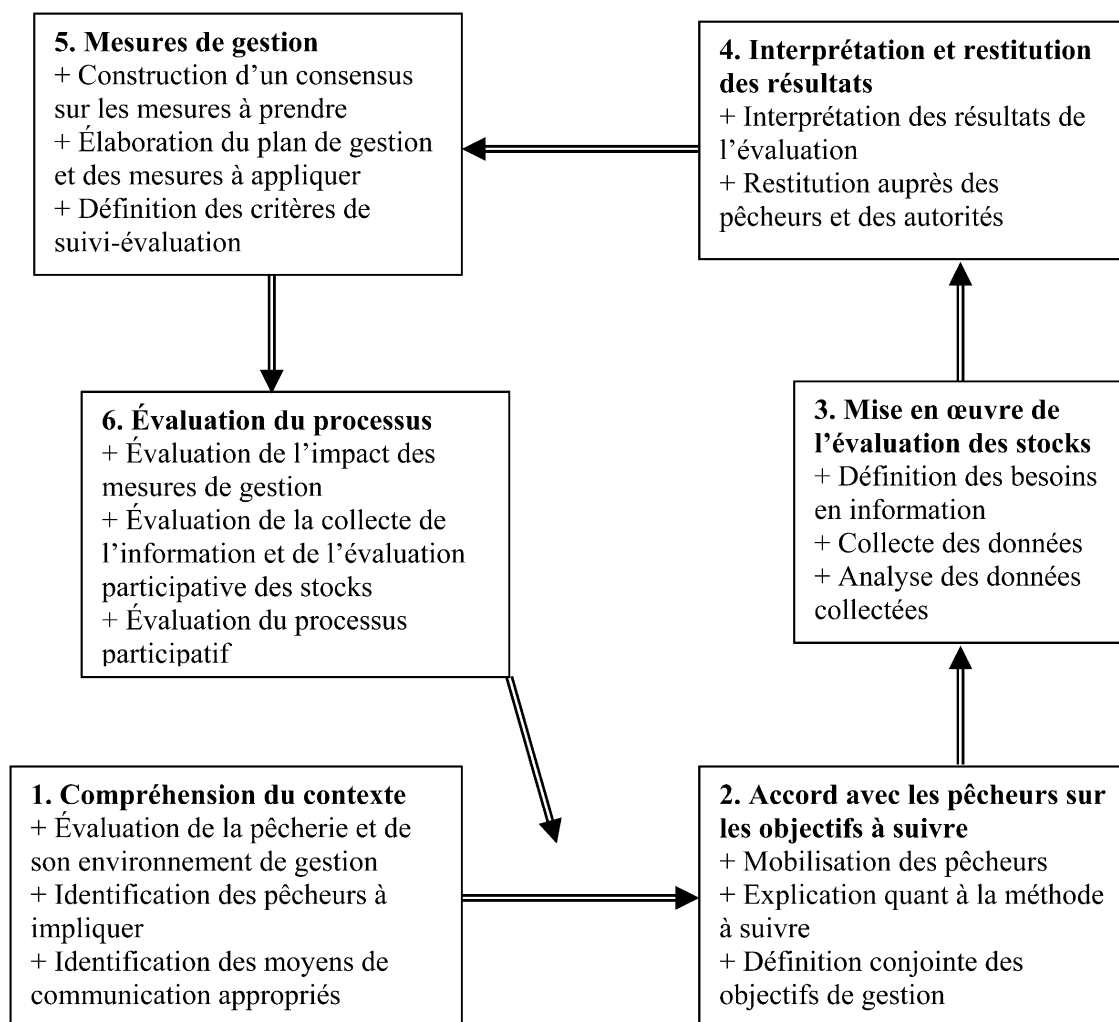 5. Mesures de gestion
+ Construction d’un consensus
sur les mesures à prendre
+ Élaboration du plan de gestion
et des mesures à appliquer
+ Définition des critères de
suivi-évaluation
4. Interprétation et restitution
des résultats
+ Interprétation des résultats de
l’évaluation
+ Restitution auprès des
pêcheurs et des autorités
6. Évaluation du processus
+ Évaluation de l’impact des
mesures de gestion
+ Évaluation de la collecte de
l’information et de l’évaluation
participative des stocks
+ Évaluation du processus
participatif
3. Mise en œuvre de
l’évaluation des stocks
+ Définition des besoins
en information
+ Collecte des données
+ Analyse des données
collectées
1. Compréhension du contexte
+ Évaluation de la pêcherie et de
son environnement de gestion
+ Identification des pêcheurs à
impliquer
+ Identification des moyens de
communication appropriés
2. Accord avec les pêcheurs sur
les objectifs à suivre
+ Mobilisation des pêcheurs
+ Explication quant à la méthode
à suivre
+ Définition conjointe des
objectifs de gestion